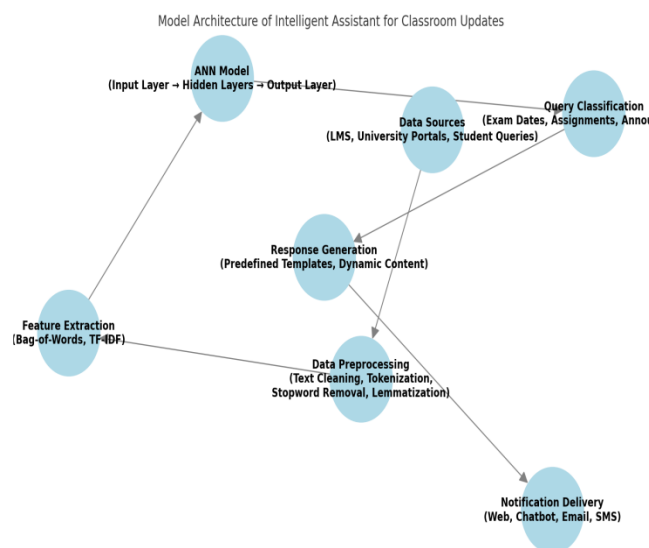 Model Architecture of Intelligent Assistant for Classroom Updates
ANN Model
(Input Layer → Hidden Layers → Output Layer)
Data Sources
(LMS, University Portals, Student Queries)
Query Classification
(Exam Dates, Assignments, Annou
Response Generation
(Predefined Templates, Dynamic Content)
Feature Extraction
(Bag-of-Words, TF-IDF)
Data Preprocessing
(Text Cleaning, Tokenization,
Stopword Removal, Lemmatization)
Notification Delivery
(Web, Chatbot, Email, SMS)